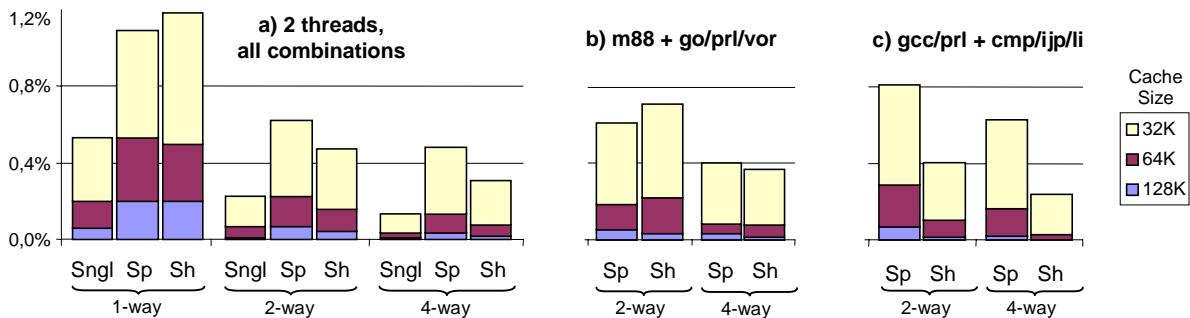 1,2%
0,8%
0,4%
0,0%
a) 2 threads,
all combinations
Sngl Sp Sh Sngl Sp Sh Sngl Sp Sh
1-way 2-way 4-way
b) m88 + go/prl/vor
Sp Sh Sp Sh
2-way 4-way
c) gcc/prl + cmp/ijp/li
Sp Sh Sp Sh
2-way 4-way
Cache
Size
32K
64K
128K